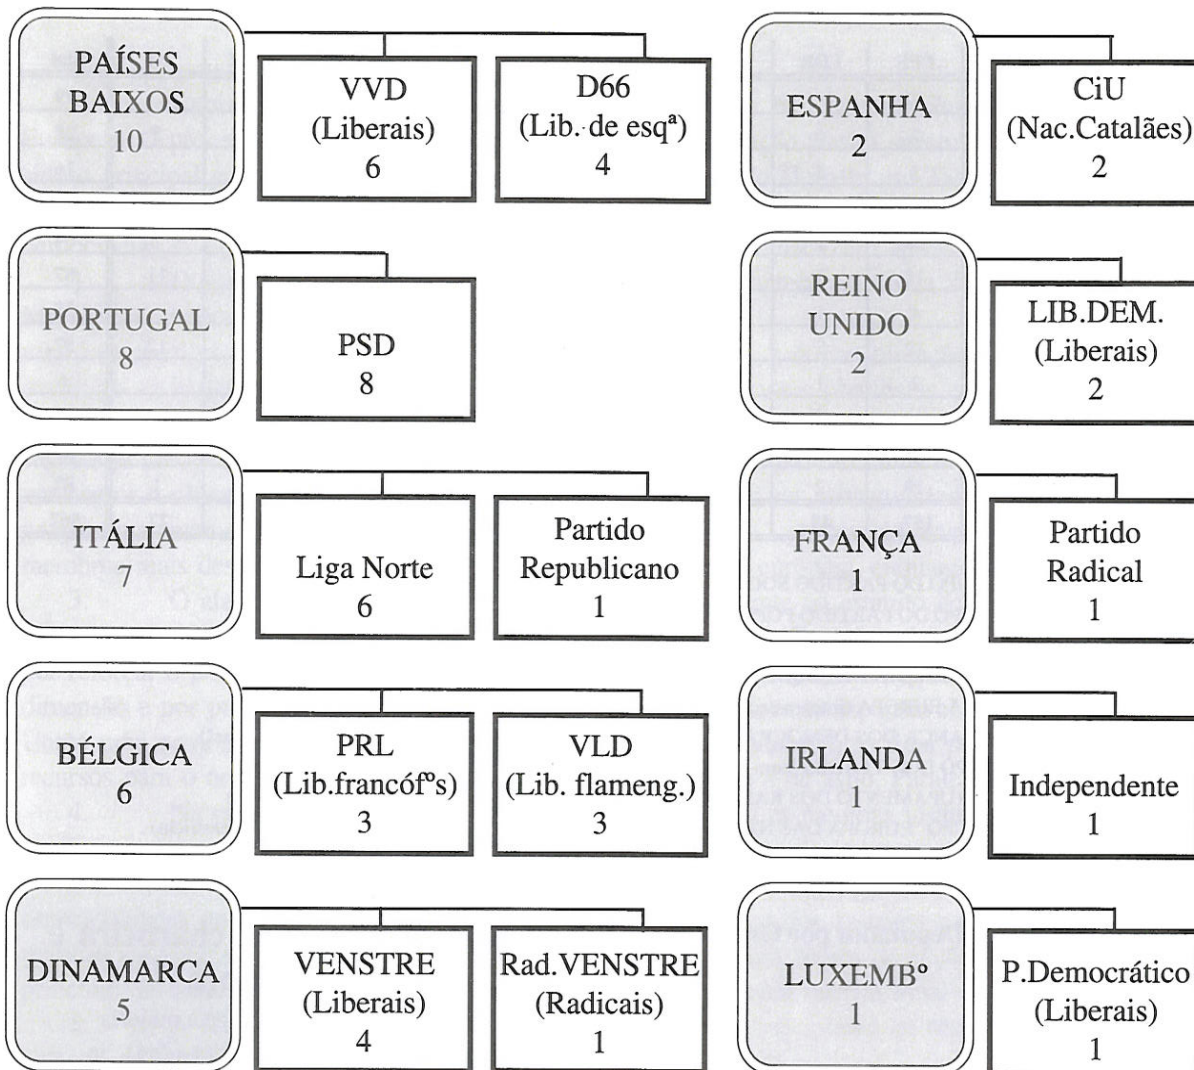 PAÍSES
BAIXOS
10
VVD
(Liberais)
6
D66
(Lib. de esqª)
4
ESPANHA
2
CiU
(Nac.Catalães)
2
PORTUGAL
8
PSD
8
REINO
UNIDO
2
LIB.DEM.
(Liberais)
2
ITÁLIA
7
Liga Norte
6
Partido
Republicano
1
FRANÇA
1
Partido
Radical
1
BÉLGICA
6
PRL
(Lib.francófºs)
3
VLD
(Lib. flameng.)
3
IRLANDA
1
Independente
1
DINAMARCA
5
VENSTRE
(Liberais)
4
Rad.VENSTRE
(Radicais)
1
LUXEMBº
1
P.Democrático
(Liberais)
1